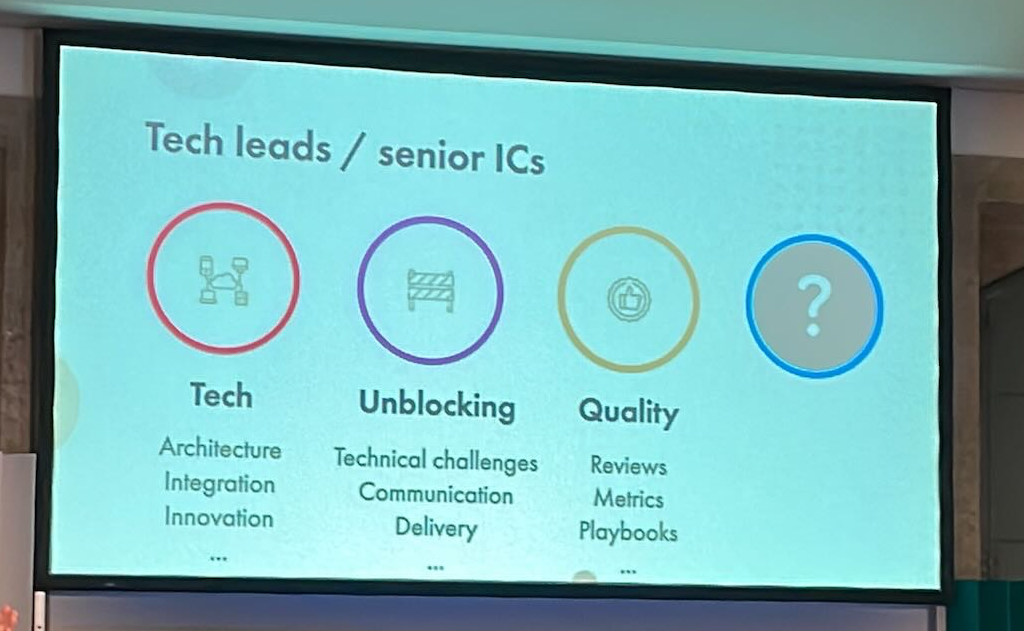 Tech leads / senior ICs
?
Tech
Architecture
Integration
Innovation
...
Unblocking
Technical challenges
Communication
Delivery
...
Quality
Reviews
Metrics
Playbooks
...